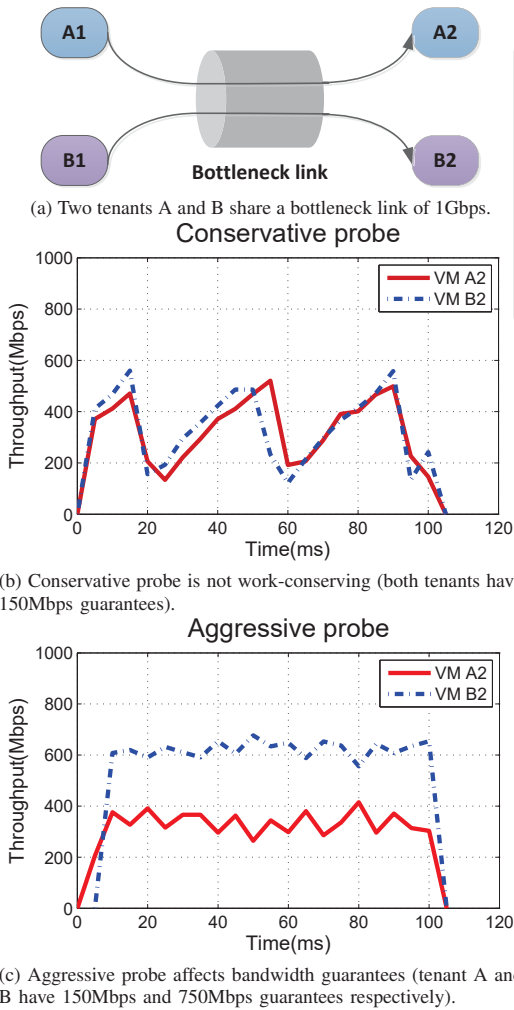 A1
A2
B1
B2
Bottleneck link
(a) Two tenants A and B share a bottleneck link of 1Gbps.
Conservative probe
1000
800
600
400
200
0
Throughput(Mbps)
VM A2
VM B2
0 20 40 60 80 100 120
Time(ms)
(b) Conservative probe is not work-conserving (both tenants hav
150Mbps guarantees).
Aggressive probe
1000
800
600
400
200
0
Throughput(Mbps)
VM A2
VM B2
0 20 40 60 80 100 120
Time(ms)
(c) Aggressive probe affects bandwidth guarantees (tenant A an
B have 150Mbps and 750Mbps guarantees respectively).